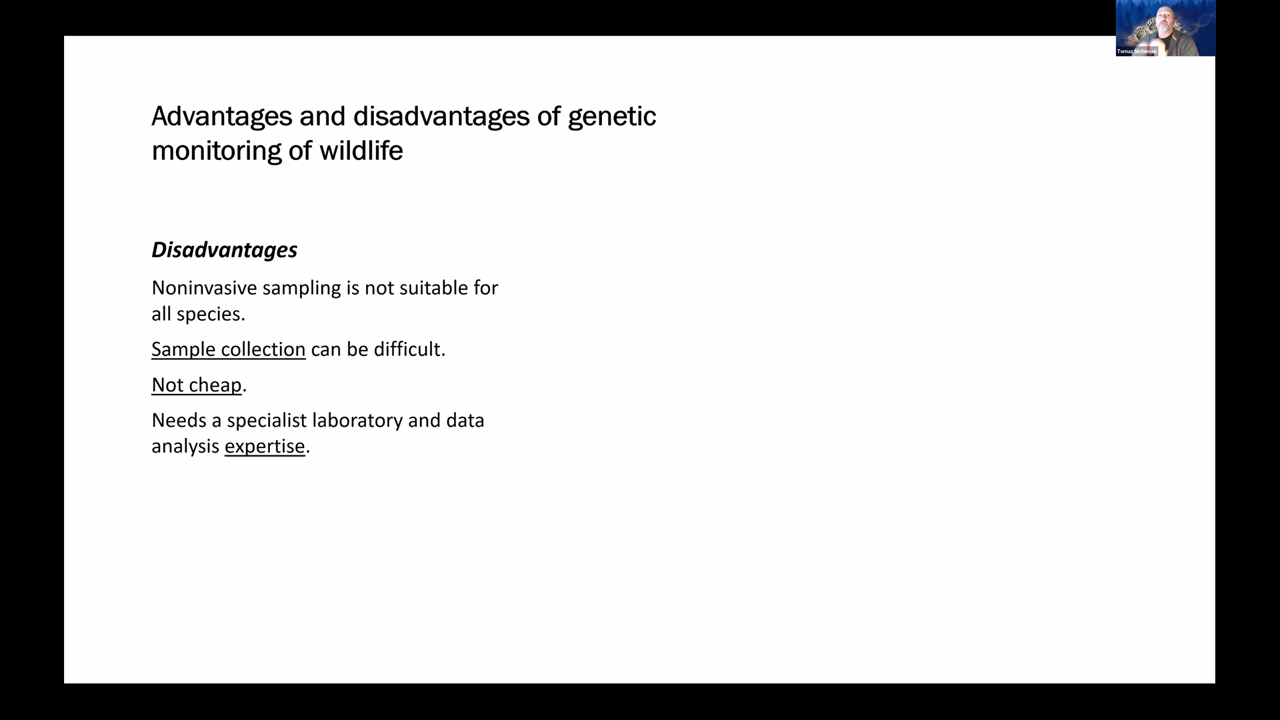 Advantages and disadvantages of genetic
monitoring of wildlife
Disadvantages
Noninvasive sampling is not suitable for
all species.
Sample collection can be difficult.
Not cheap.
Needs a specialist laboratory and data
analysis expertise.